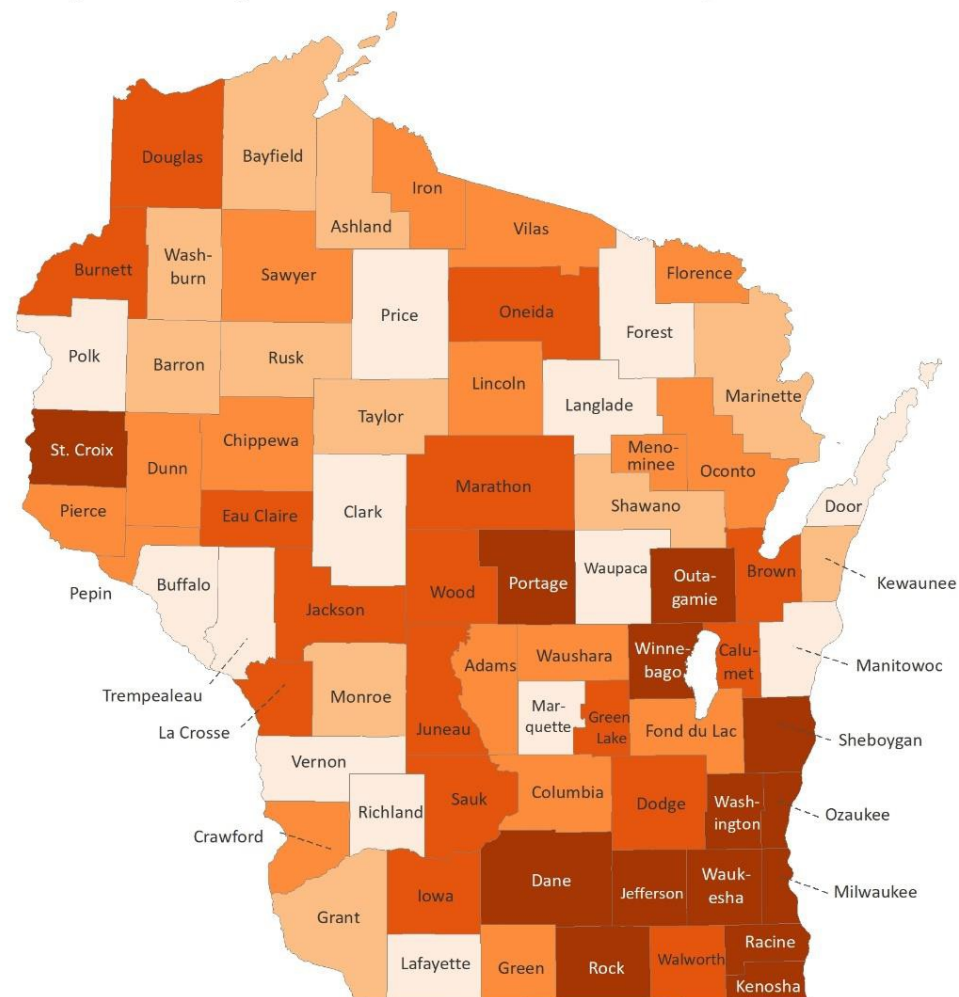 Douglas
Bayfield
Iron
Ashland
Vilas
Burnett
Wash-
burn
Sawyer
Florence
Price
Oneida
Forest
Polk
Barron
Rusk
Lincoln
Langlade
Marinette
Taylor
St. Croix
Dunn
Chippewa
Meno-
minee
Oconto
Marathon
Shawano
Door
Pierce
Eau Claire
Clark
Pepin
Buffalo
Wood
Portage
Waupaca
Outa-
gamie
Brown
Kewaunee
Jackson
Trempealeau
La Crosse
Monroe
Juneau
Adams
Waushara
Winne-
bago
Calu-
met
Manitowoc
Mar-
quette
Green
Lake
Fond du Lac
Sheboygan
Vernon
Richland
Sauk
Columbia
Dodge
Wash-
ington
Ozaukee
Crawford
Grant
Iowa
Dane
Jefferson
Wauk-
esha
Milwaukee
Lafayette
Green
Rock
Walworth
Racine
Kenosha